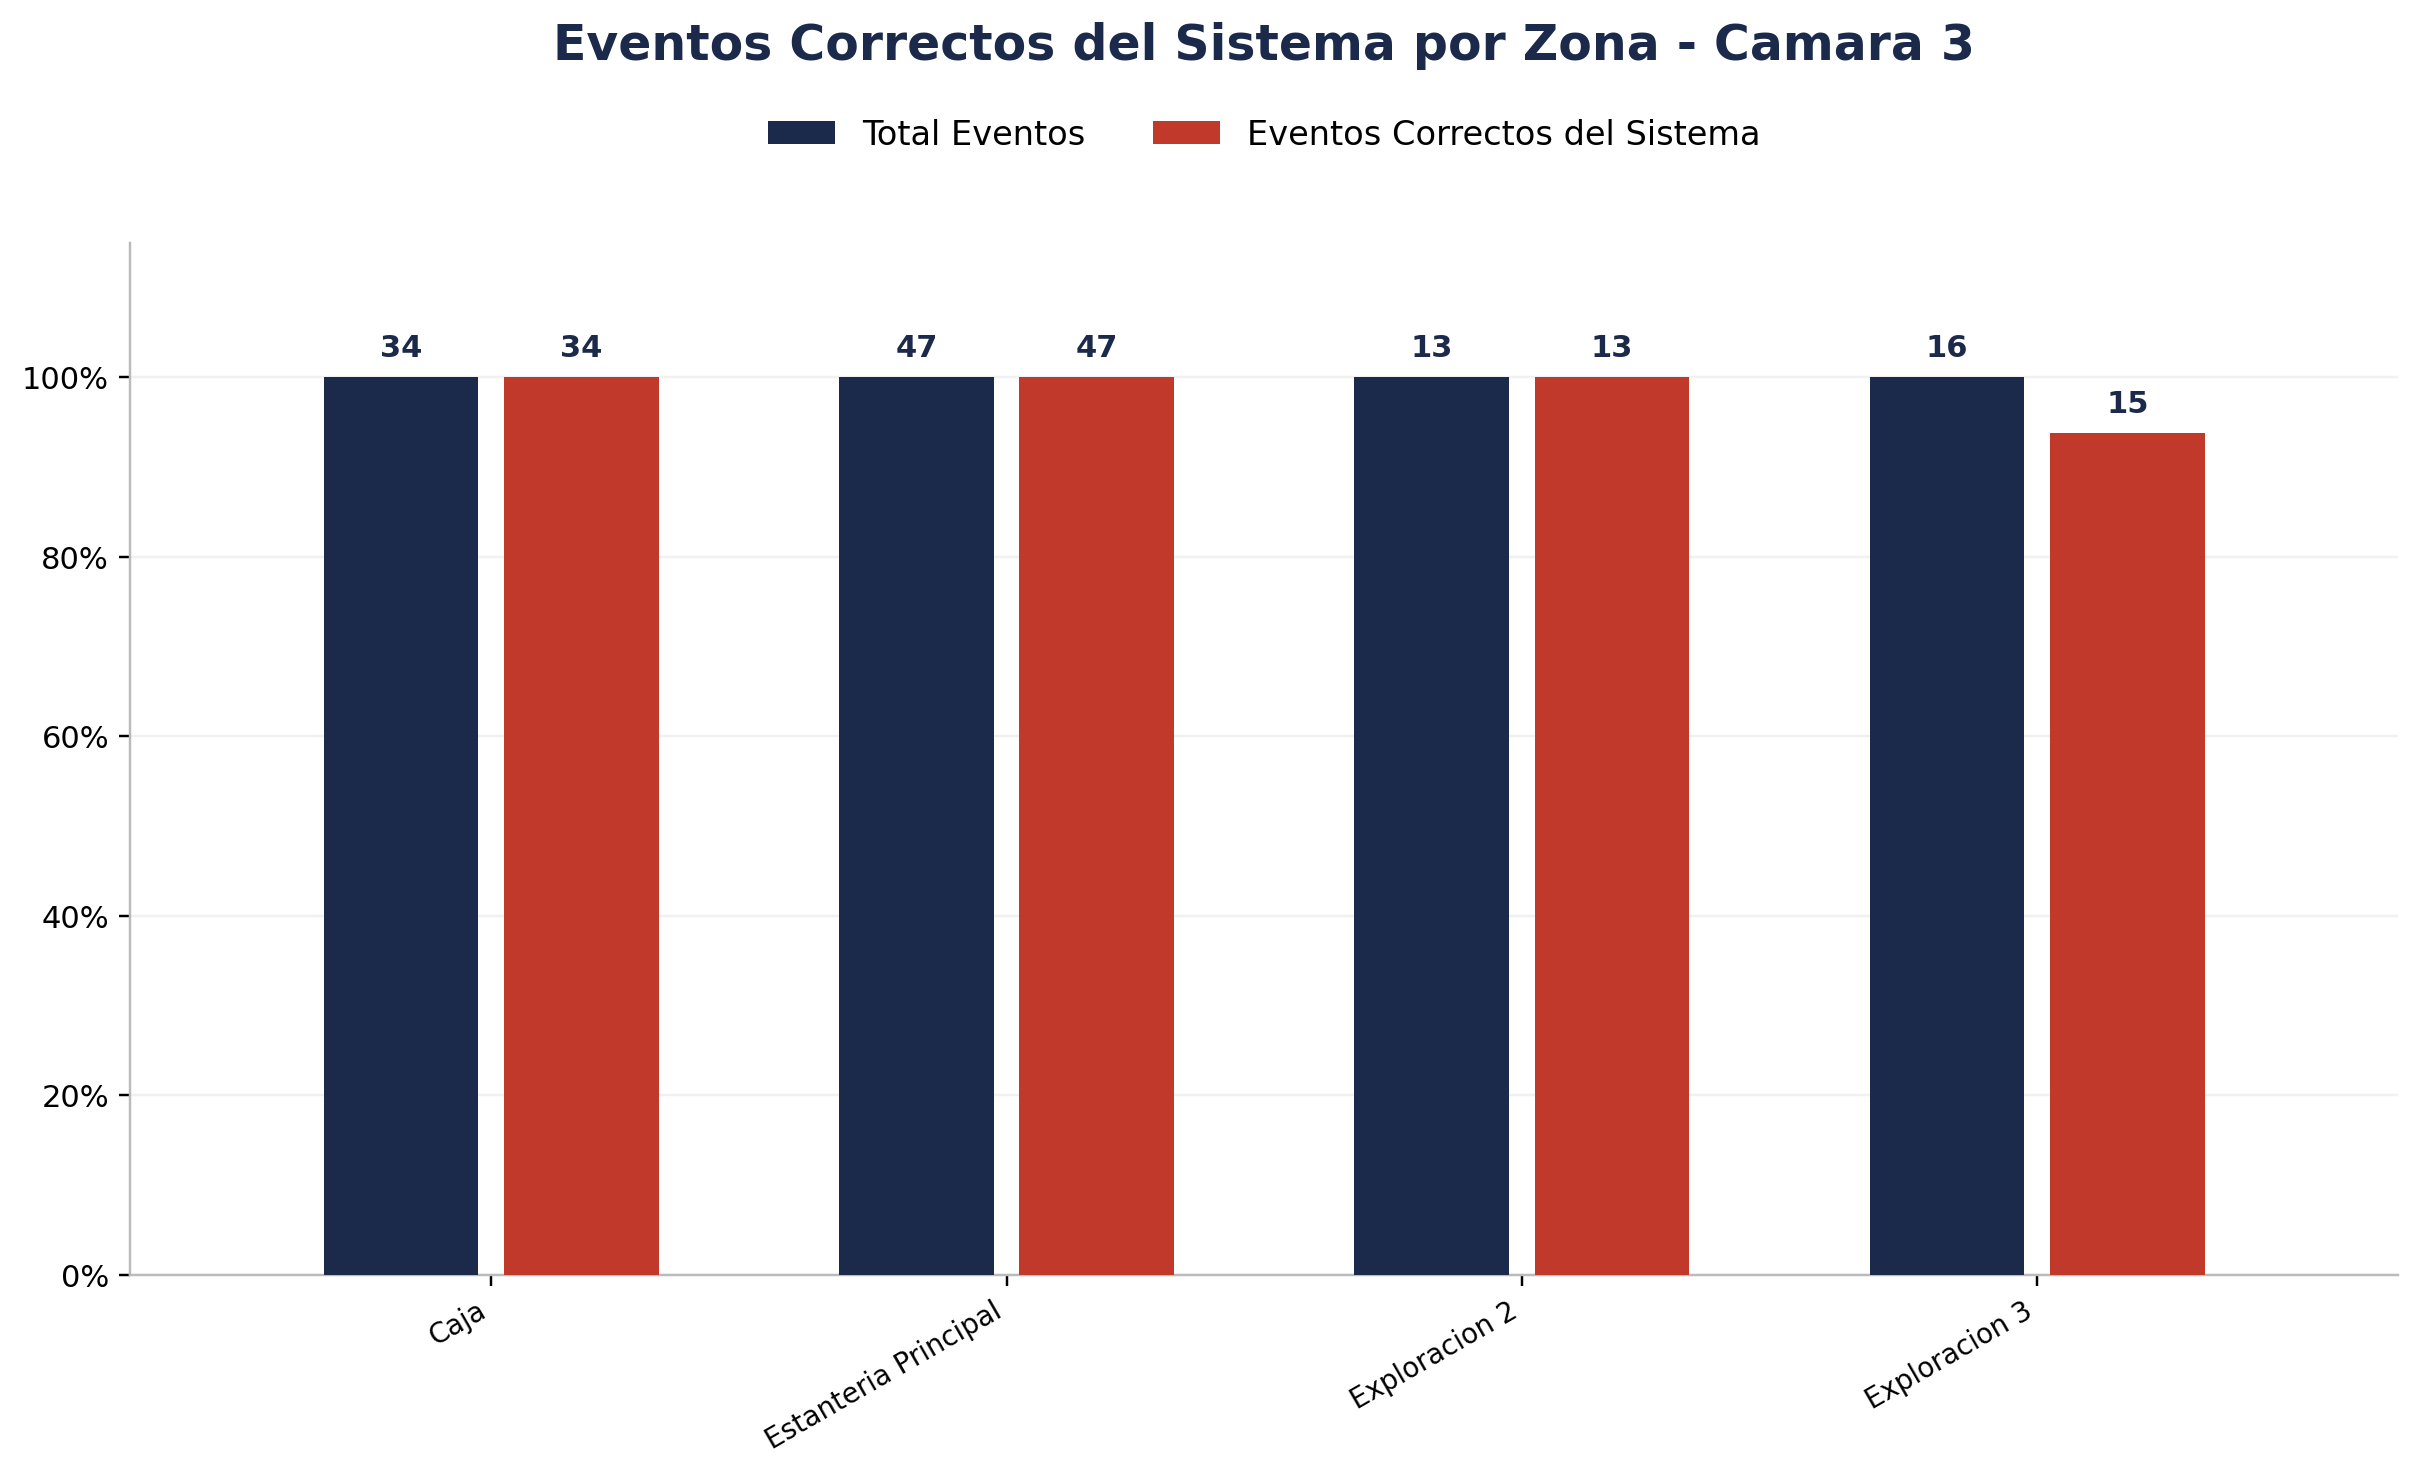 Eventos Correctos del Sistema por Zona - Camara 3
Total Eventos
Eventos Correctos del Sistema
34
34
47
47
13
13
16
15
100%
80%
60%
40%
20%
0%
Caja
Estanteria Principal
Exploracion 2
Exploracion 3